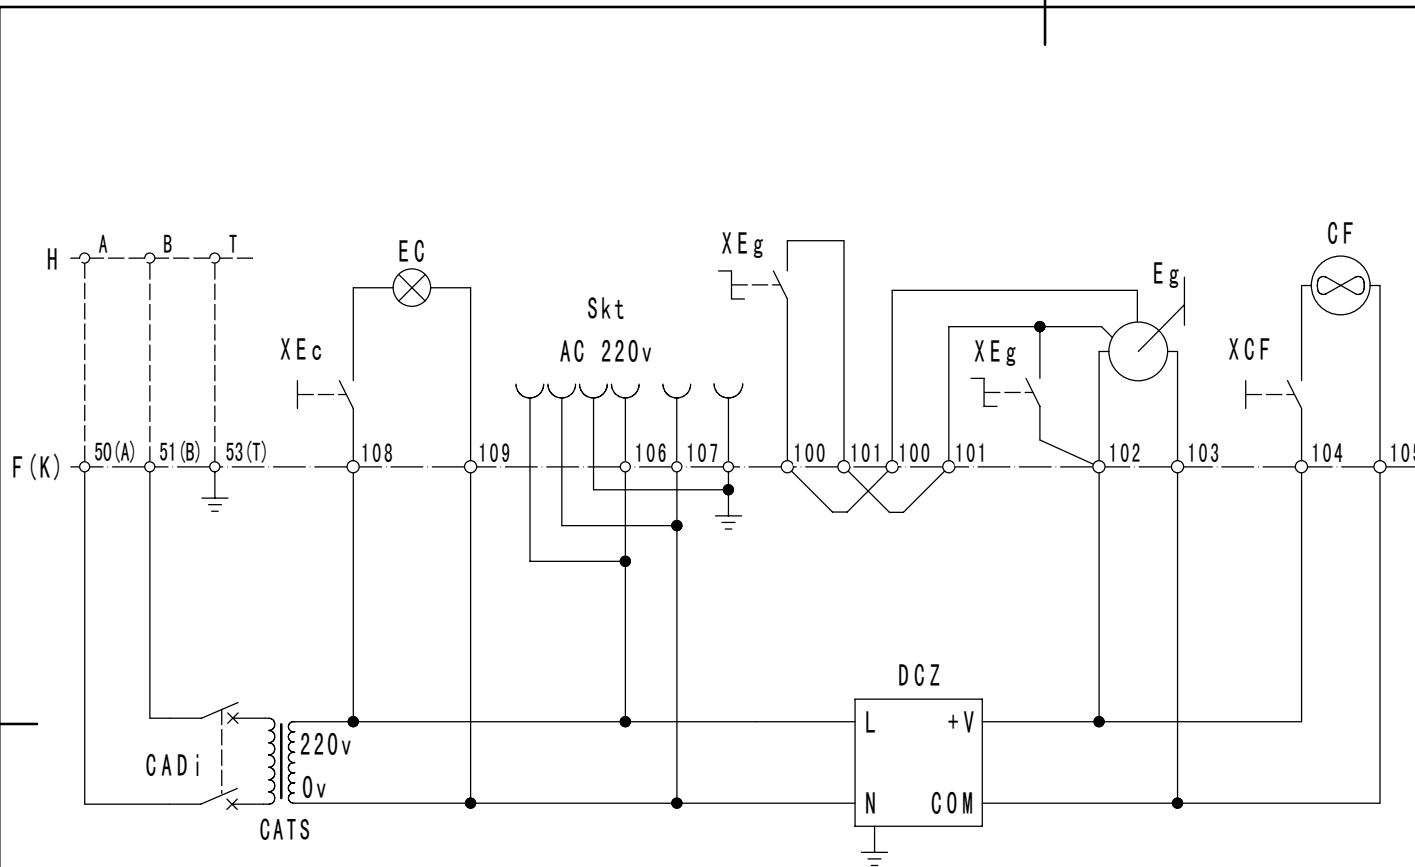 H A B T
EC
XEg
CF
Eg
Skt
AC 220v
XEc
XEg
XCF
F(K) 50(A) 51(B) 53(T) 108 109 106 107 100 101 100 101 102 103 104 105
DCZ
L +V
220v
CADi
0v
N COM
CATS